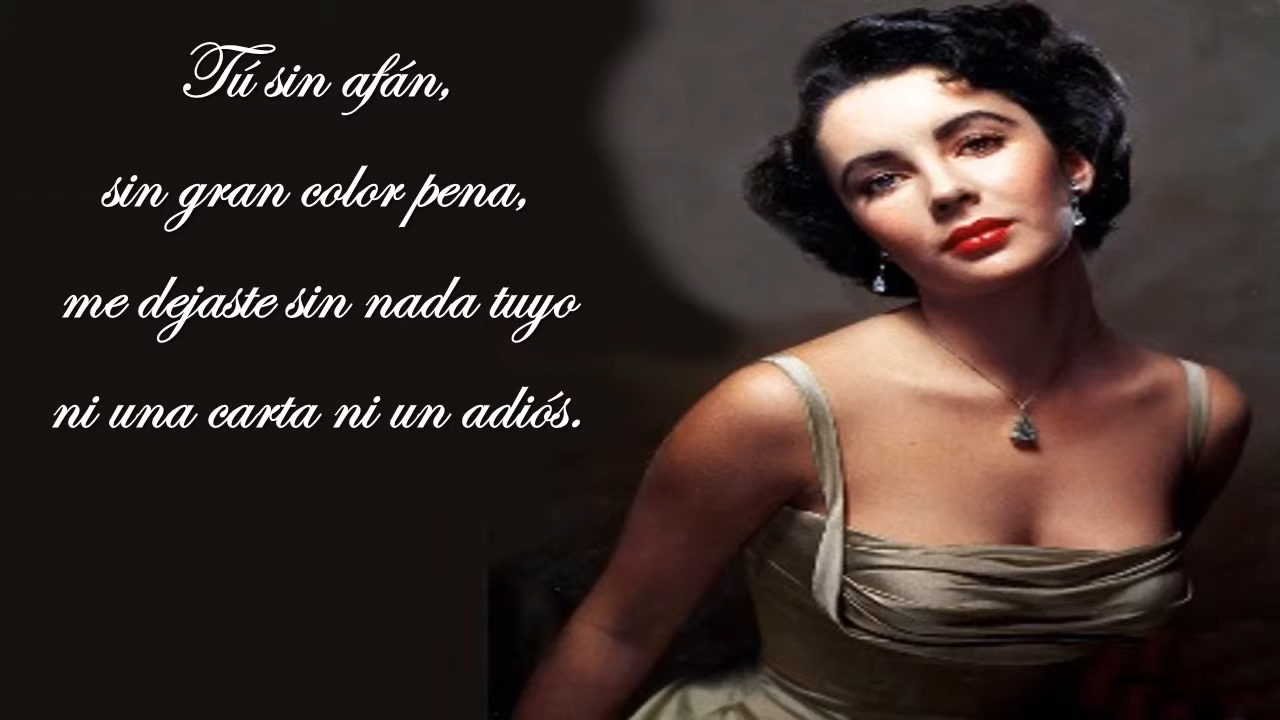 Tú sin afán,
sin gran color pena,
me dejaste sin nada tuyo
ni una carta ni un adiós.